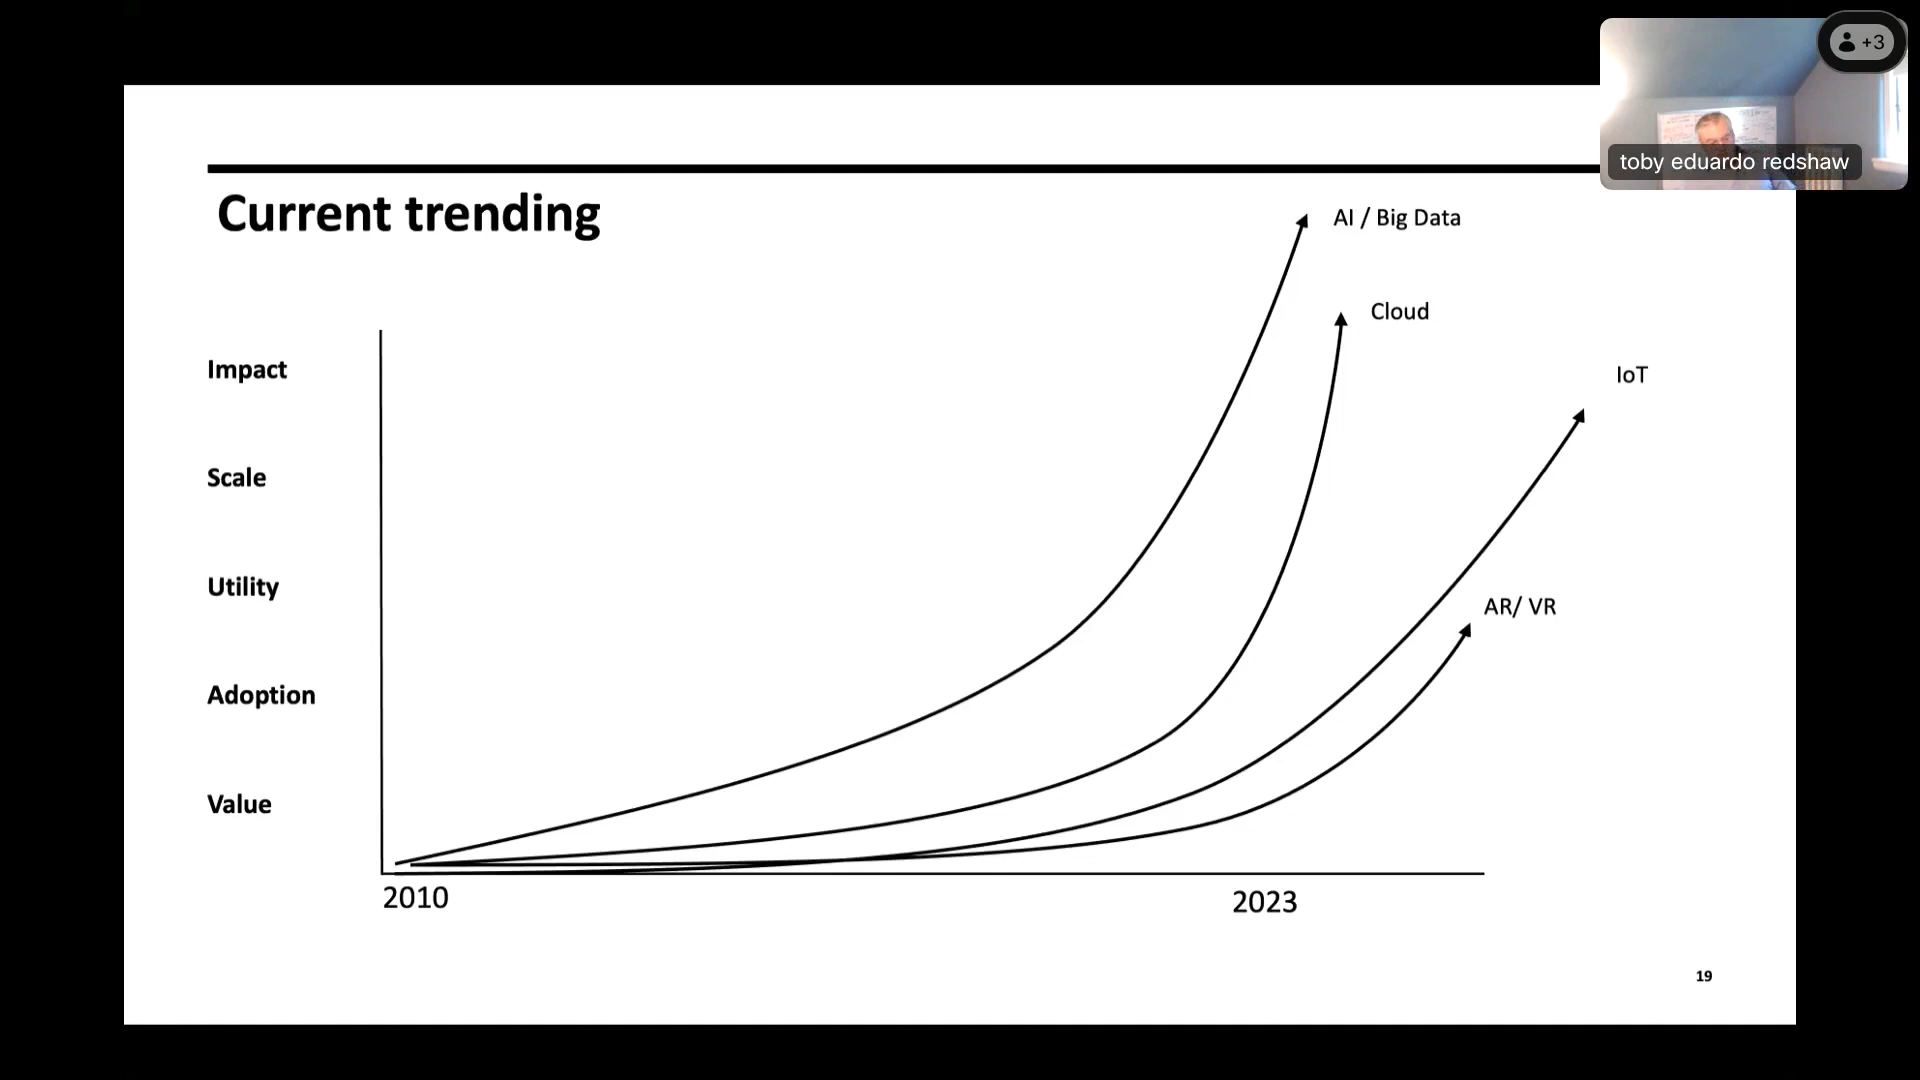 +3
toby eduardo redshaw
Current trending
AI / Big Data
Cloud
Impact
IoT
Scale
Utility
AR/ VR
Adoption
Value
2010
2023
19